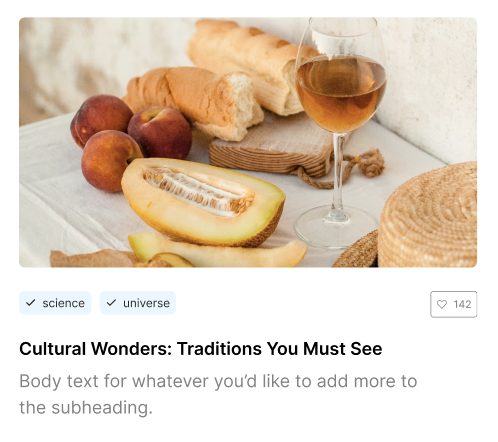 science
universe
142
Cultural Wonders: Traditions You Must See
Body text for whatever you’d like to add more to
the subheading.